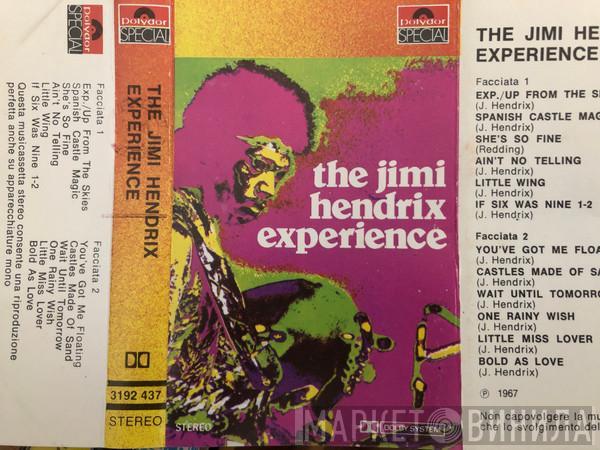 Polydor
SPECIAL
Facciata 1
Exp./Up From The Skies
Spanish Castle Magic
She's So Fine
Ain't No Telling
Little Wing
If Six Was Nine 1-2
Facciata 2
You've Got Me Floating
Castles Made Of Sand
Wait Until Tomorrow
One Rainy Wish
Little Miss Lover
Bold As Love
Questa musicassetta stereo consente una riproduzione
perfetta anche su apparecchiature mono
Polydor
SPECIAL
THE JIMI HENDRIX
EXPERIENCE
3192 437
STEREO
Polydor
SPECIAL
the jimi
hendrix
experience
STEREO
DOLBY SYSTEM
THE JIMI HE
EXPERIENCE
Facciata 1
EXP./UP FROM THE S
(J. Hendrix)
SPANISH CASTLE MAG
(J. Hendrix)
SHE'S SO FINE
(Redding)
AIN'T NO TELLING
(J. Hendrix)
LITTLE WING
(J. Hendrix)
IF SIX WAS NINE 1-2
(J. Hendrix)
Facciata 2
YOU'VE GOT ME FLOA
(J. Hendrix)
CASTLES MADE OF SA
(J. Hendrix)
WAIT UNTIL TOMORRO
(J. Hendrix)
ONE RAINY WISH
(J. Hendrix)
LITTLE MISS LOVER
(J. Hendrix)
BOLD AS LOVE
(J. Hendrix)
℗ 1967
Non capovolgere la mu
che lo svolgimento del
МАРКЕТ ВИНИЛА